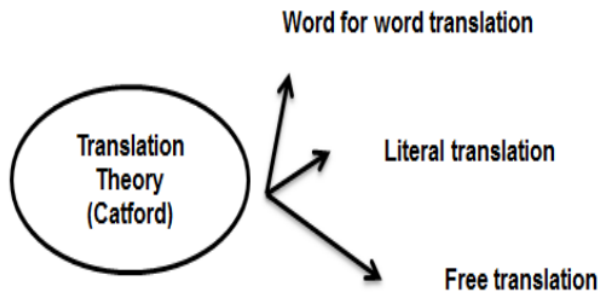 Word for word translation
Translation
Theory
(Catford)
Literal translation
Free translation